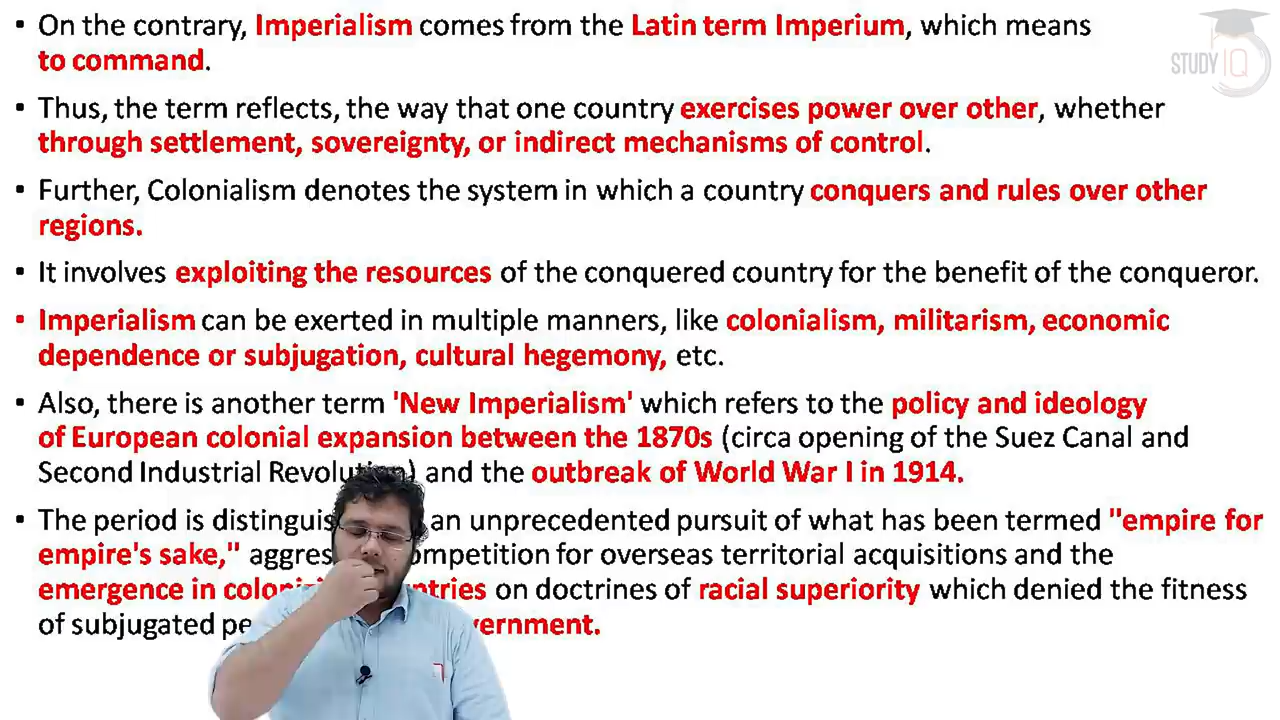 • On the contrary, Imperialism comes from the Latin term Imperium, which means
to command.
• Thus, the term reflects, the way that one country exercises power over other, whether
through settlement, sovereignty, or indirect mechanisms of control.
• Further, Colonialism denotes the system in which a country conquers and rules over other
regions.
• It involves exploiting the resources of the conquered country for the benefit of the conqueror.
• Imperialism can be exerted in multiple manners, like colonialism, militarism, economic
dependence or subjugation, cultural hegemony, etc.
• Also, there is another term 'New Imperialism' which refers to the policy and ideology
of European colonial expansion between the 1870s (circa opening of the Suez Canal and
Second Industrial Revolution) and the outbreak of World War I in 1914.
• The period is an unprecedented pursuit of what has been termed "empire for
empire's sake," for overseas territorial acquisitions and the
emergence in on doctrines of racial superiority which denied the fitness
of subjugated
STUDY IQ